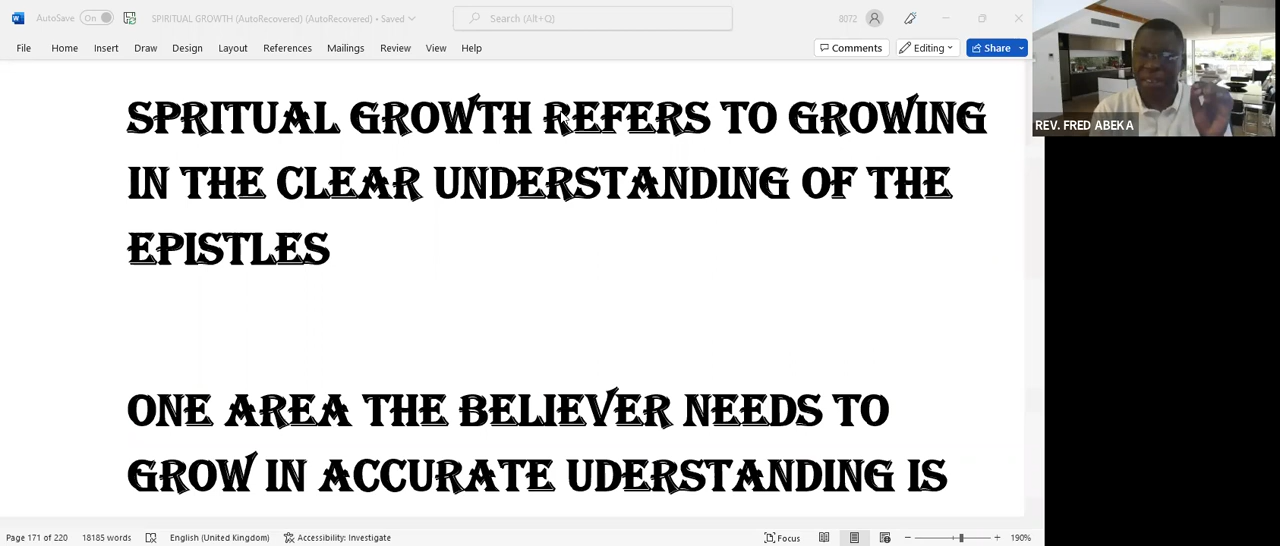 AutoSave On SPIRITUAL GROWTH (AutoRecovered) (AutoRecovered) • Saved Search (Alt+Q) 8072
File Home Insert Draw Design Layout References Mailings Review View Help Comments Editing Share
REV. FRED ABEKA
SPRITUAL GROWTH REFERS TO GROWING
IN THE CLEAR UNDERSTANDING OF THE
EPISTLES
ONE AREA THE BELIEVER NEEDS TO
GROW IN ACCURATE UDERSTANDING IS
Page 171 of 220 18185 words English (United Kingdom) Accessibility: Investigate Focus 190%